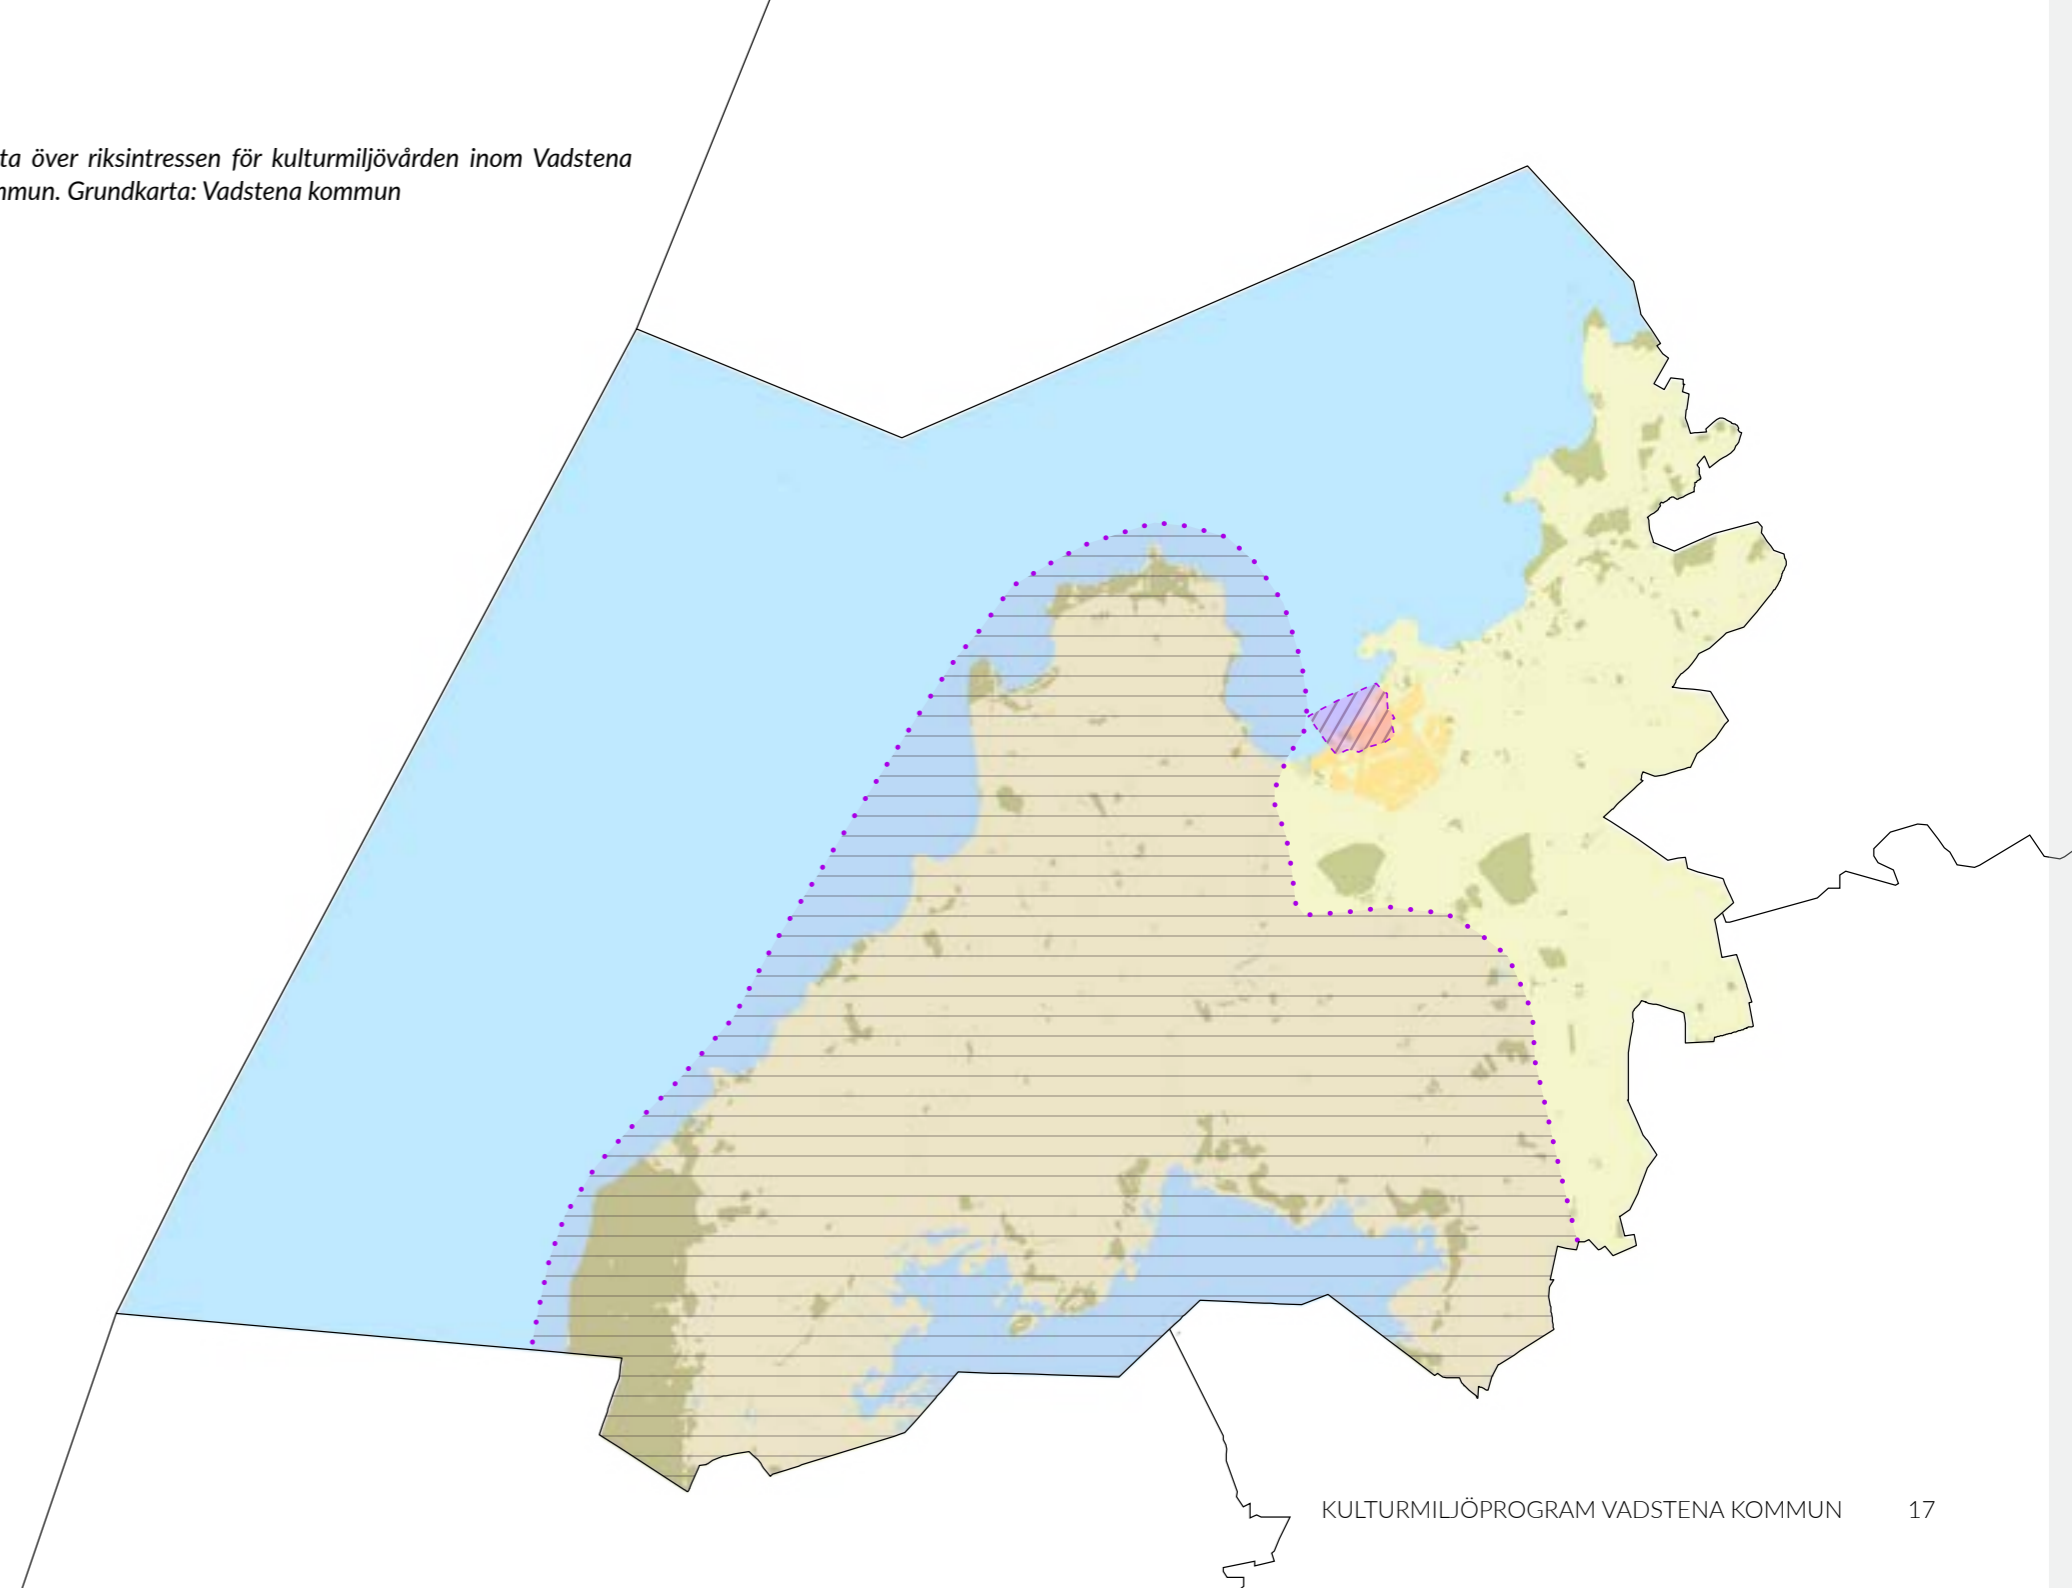 ta över riksintressen för kulturmiljövården inom Vadstena
mun. Grundkarta: Vadstena kommun
KULTURMILJÖPROGRAM VADSTENA KOMMUN 17